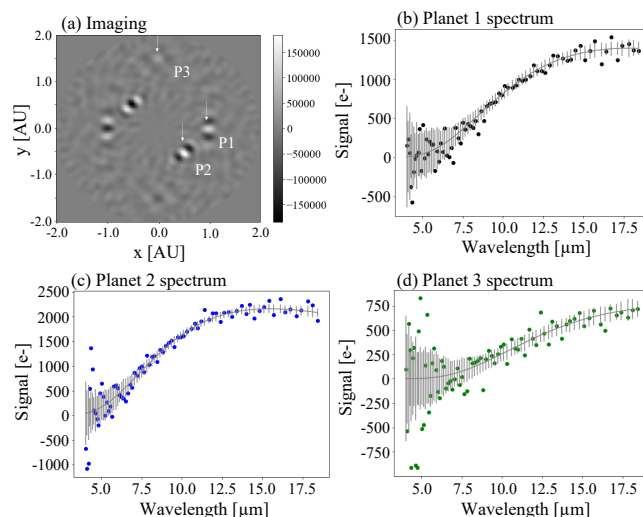 (a) Imaging
2.0
1.0
0.0
-1.0
-2.0
y [AU]
-2.0 -1.0 0.0 1.0 2.0
x [AU]
P3
P1
P2
150000
100000
50000
0
-50000
-100000
-150000
(b) Planet 1 spectrum
1500
1000
500
0
-500
Signal [e-]
5.0 7.5 10.0 12.5 15.0 17.5
Wavelength [µm]
(c) Planet 2 spectrum
2500
2000
1500
1000
500
0
-500
-1000
Signal [e-]
5.0 7.5 10.0 12.5 15.0 17.5
Wavelength [µm]
(d) Planet 3 spectrum
750
500
250
0
-250
-500
-750
Signal [e-]
5.0 7.5 10.0 12.5 15.0 17.5
Wavelength [µm]